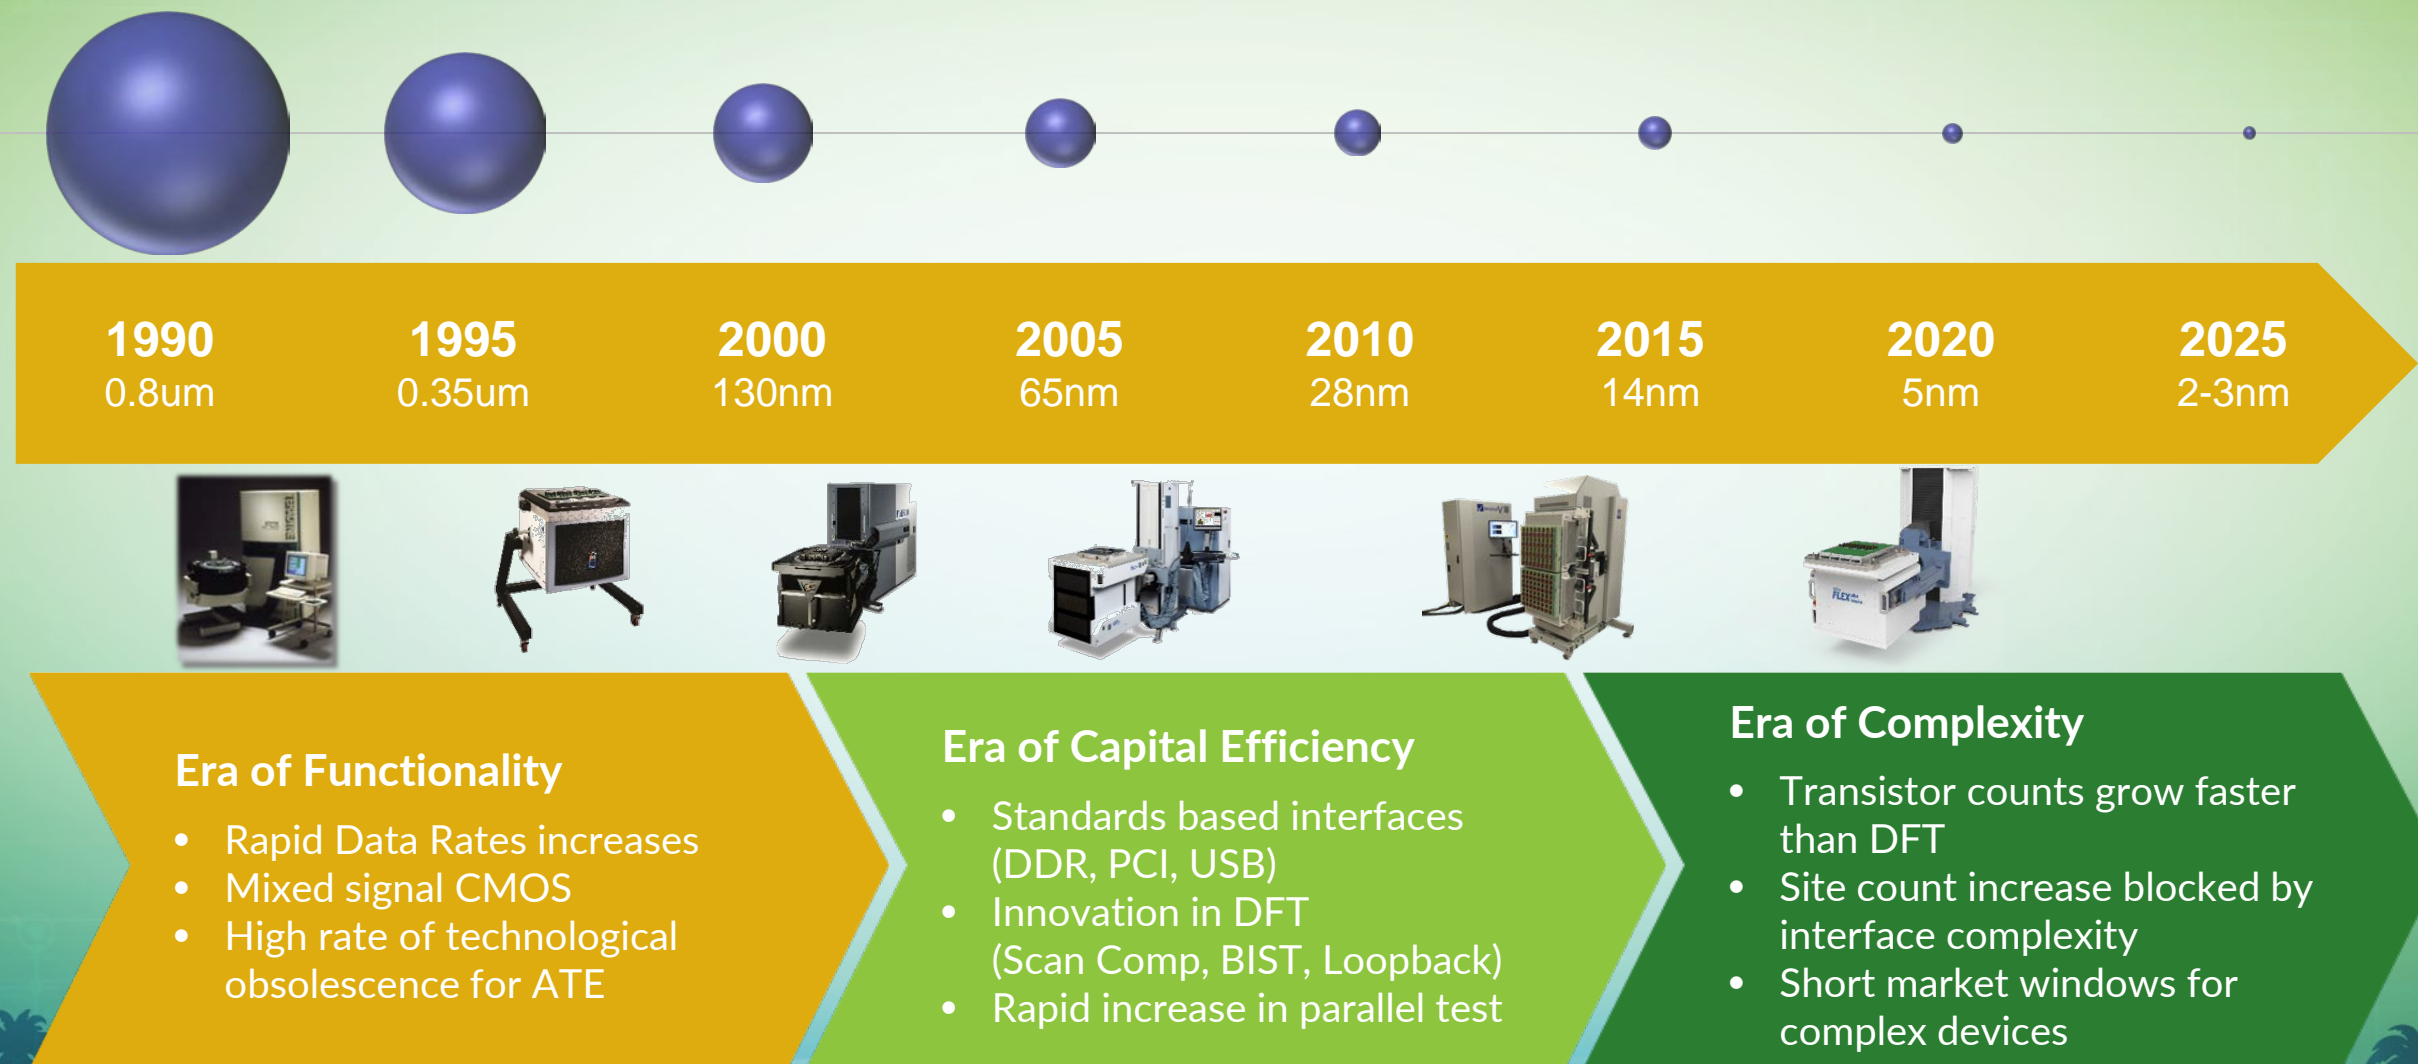 1990
0.8um
1995
0.35um
2000
130nm
2005
65nm
2010
28nm
2015
14nm
2020
5nm
2025
2-3nm
FLEX
Era of Functionality
• Rapid Data Rates increases
• Mixed signal CMOS
• High rate of technological
obsolescence for ATE
Era of Capital Efficiency
• Standards based interfaces
(DDR, PCI, USB)
• Innovation in DFT
(Scan Comp, BIST, Loopback)
• Rapid increase in parallel test
Era of Complexity
• Transistor counts grow faster
than DFT
• Site count increase blocked by
interface complexity
• Short market windows for
complex devices